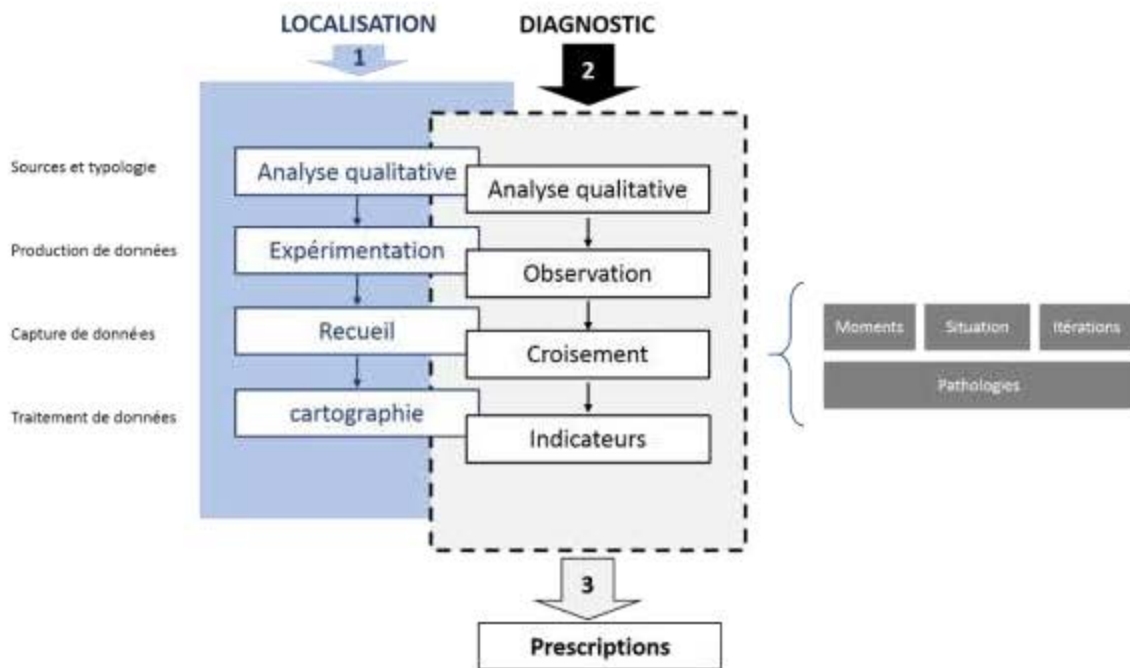 LOCALISATION
DIAGNOSTIC
1
2
Sources et typologie
Analyse qualitative
Analyse qualitative
Production de données
Expérimentation
Observation
Capture de données
Recueil
Croisement
Moments
Situation
Itérations
Pathologies
Traitement de données
cartographie
Indicateurs
3
Prescriptions